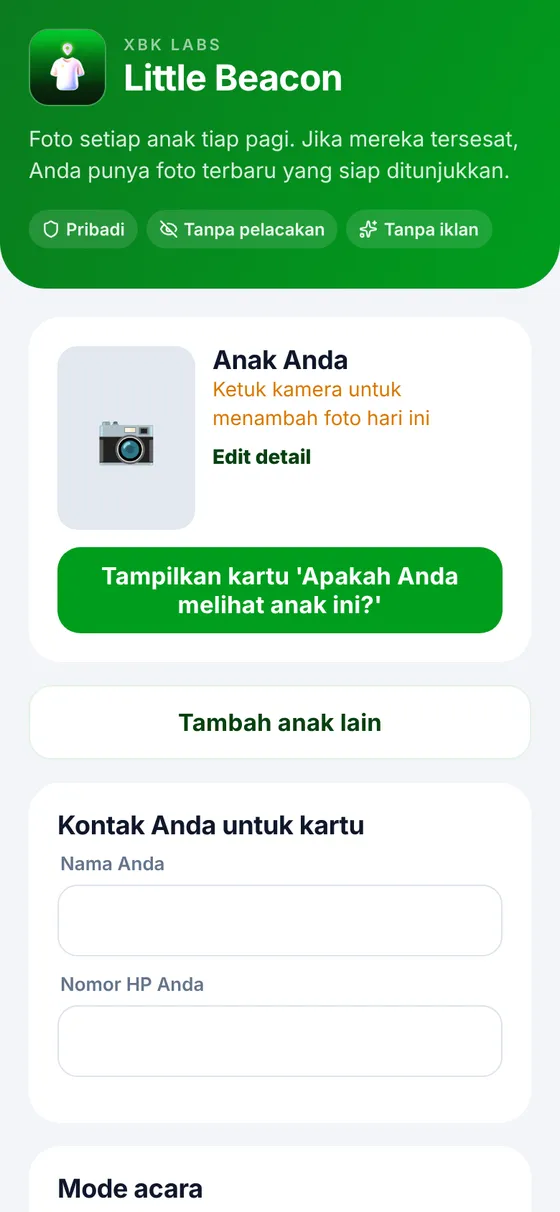 XBK LABS
Little Beacon
Foto setiap anak tiap pagi. Jika mereka tersesat,
Anda punya foto terbaru yang siap ditunjukkan.
Pribadi
Tanpa pelacakan
Tanpa iklan
Anak Anda
Ketuk kamera untuk
menambah foto hari ini
Edit detail
Tampilkan kartu 'Apakah Anda
melihat anak ini?'
Tambah anak lain
Kontak Anda untuk kartu
Nama Anda
Nomor HP Anda
Mode acara